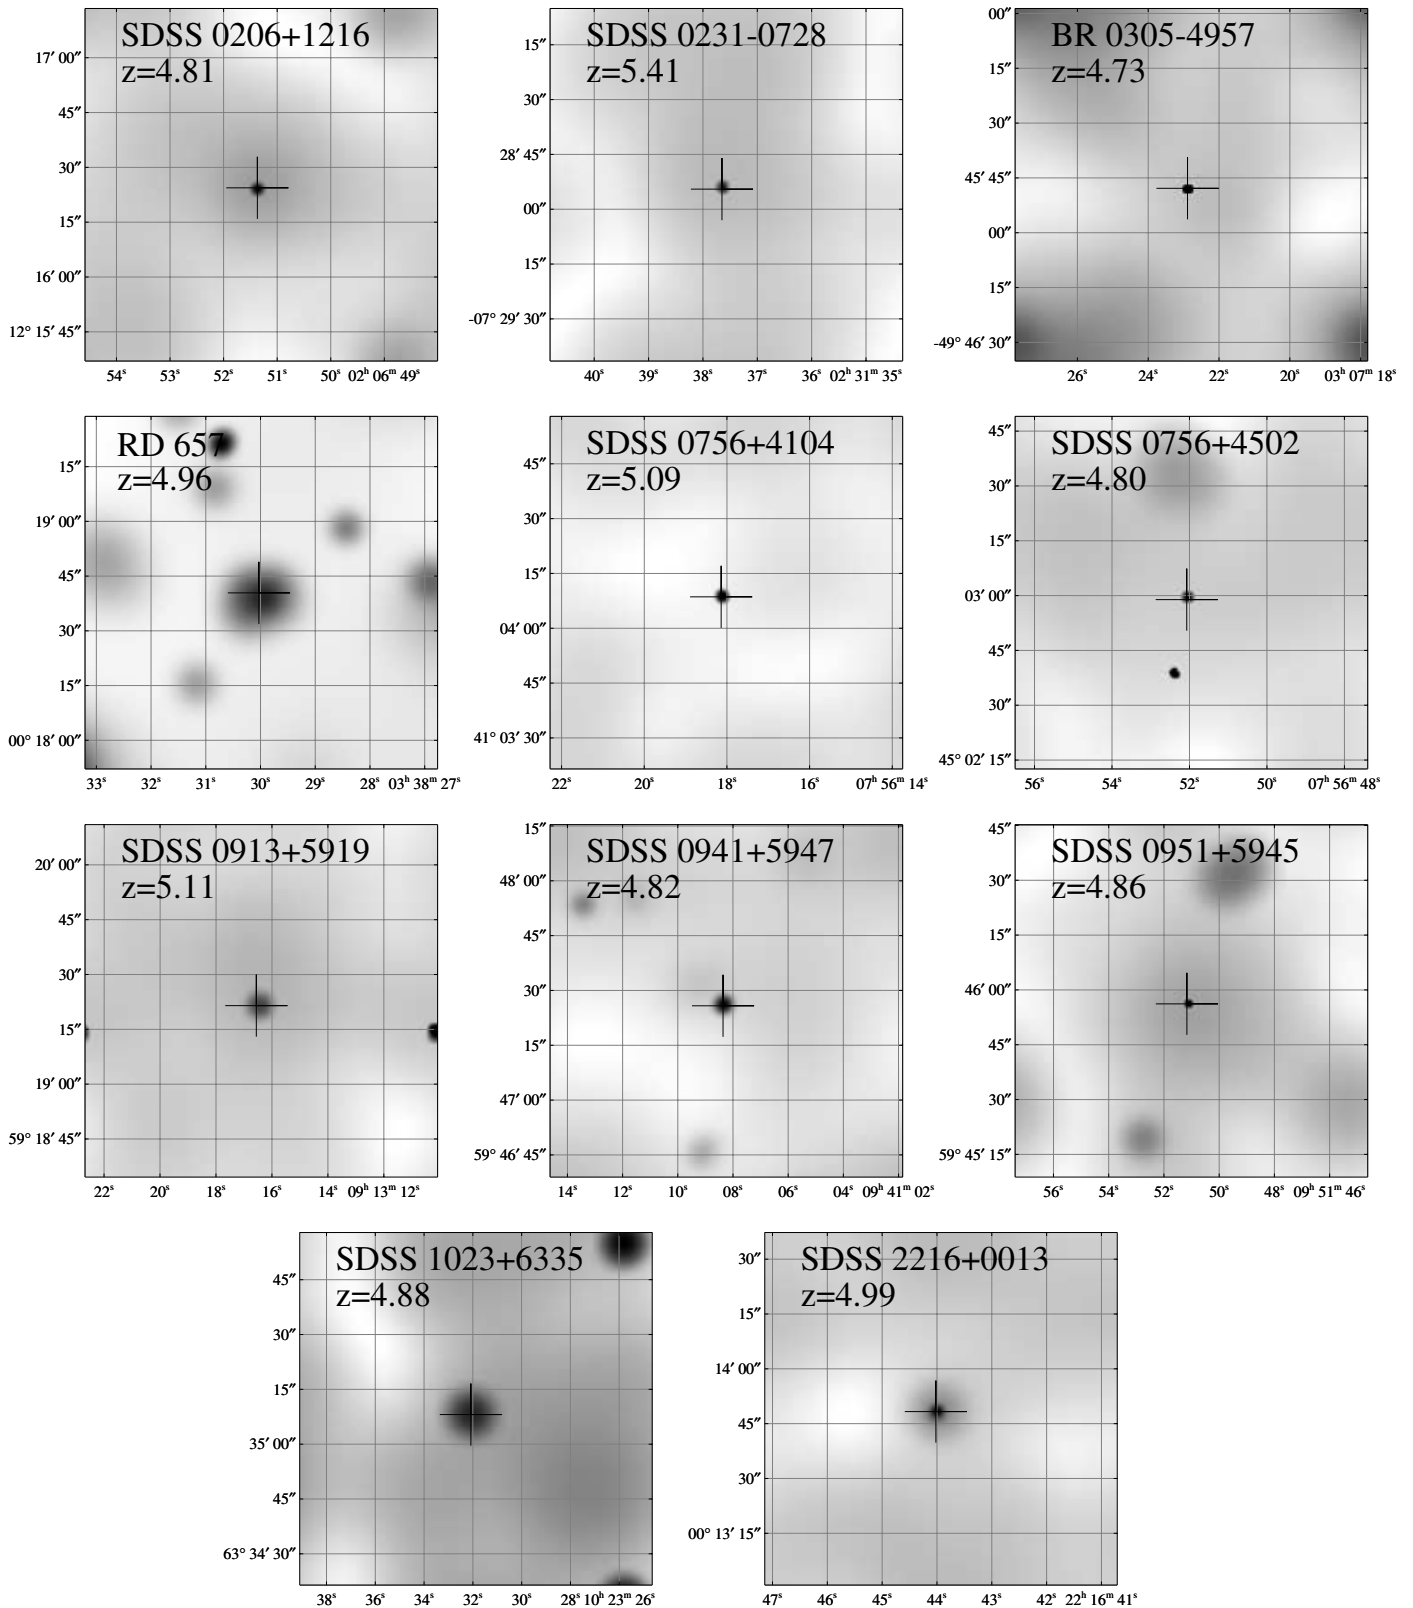 SDSS 0206+1216
z=4.81
17′ 00″
45″
30″
15″
16′ 00″
12° 15′ 45″
54ˢ 53ˢ 52ˢ 51ˢ 50ˢ 02ʰ 06ᵐ 49ˢ
SDSS 0231-0728
z=5.41
15″
30″
28′ 45″
00″
15″
-07° 29′ 30″
40ˢ 39ˢ 38ˢ 37ˢ 36ˢ 02ʰ 31ᵐ 35ˢ
BR 0305-4957
z=4.73
00″
15″
30″
45′ 45″
00″
15″
-49° 46′ 30″
26ˢ 24ˢ 22ˢ 20ˢ 03ʰ 07ᵐ 18ˢ
RD 657
z=4.96
15″
19′ 00″
45″
30″
15″
00° 18′ 00″
33ˢ 32ˢ 31ˢ 30ˢ 29ˢ 28ˢ 03ʰ 38ᵐ 27ˢ
SDSS 0756+4104
z=5.09
45″
30″
15″
04′ 00″
45″
41° 03′ 30″
22ˢ 20ˢ 18ˢ 16ˢ 07ʰ 56ᵐ 14ˢ
SDSS 0756+4502
z=4.80
45″
30″
15″
03′ 00″
45″
30″
45° 02′ 15″
56ˢ 54ˢ 52ˢ 50ˢ 07ʰ 56ᵐ 48ˢ
SDSS 0913+5919
z=5.11
20′ 00″
45″
30″
15″
19′ 00″
59° 18′ 45″
22ˢ 20ˢ 18ˢ 16ˢ 14ˢ 09ʰ 13ᵐ 12ˢ
SDSS 0941+5947
z=4.82
15″
48′ 00″
45″
30″
15″
47′ 00″
59° 46′ 45″
14ˢ 12ˢ 10ˢ 08ˢ 06ˢ 04ˢ 09ʰ 41ᵐ 02ˢ
SDSS 0951+5945
z=4.86
45″
30″
15″
46′ 00″
45″
30″
59° 45′ 15″
56ˢ 54ˢ 52ˢ 50ˢ 48ˢ 09ʰ 51ᵐ 46ˢ
SDSS 1023+6335
z=4.88
45″
30″
15″
35′ 00″
45″
63° 34′ 30″
38ˢ 36ˢ 34ˢ 32ˢ 30ˢ 28ˢ 10ʰ 23ᵐ 26ˢ
SDSS 2216+0013
z=4.99
30″
15″
14′ 00″
45″
30″
00° 13′ 15″
47ˢ 46ˢ 45ˢ 44ˢ 43ˢ 42ˢ 22ʰ 16ᵐ 41ˢ